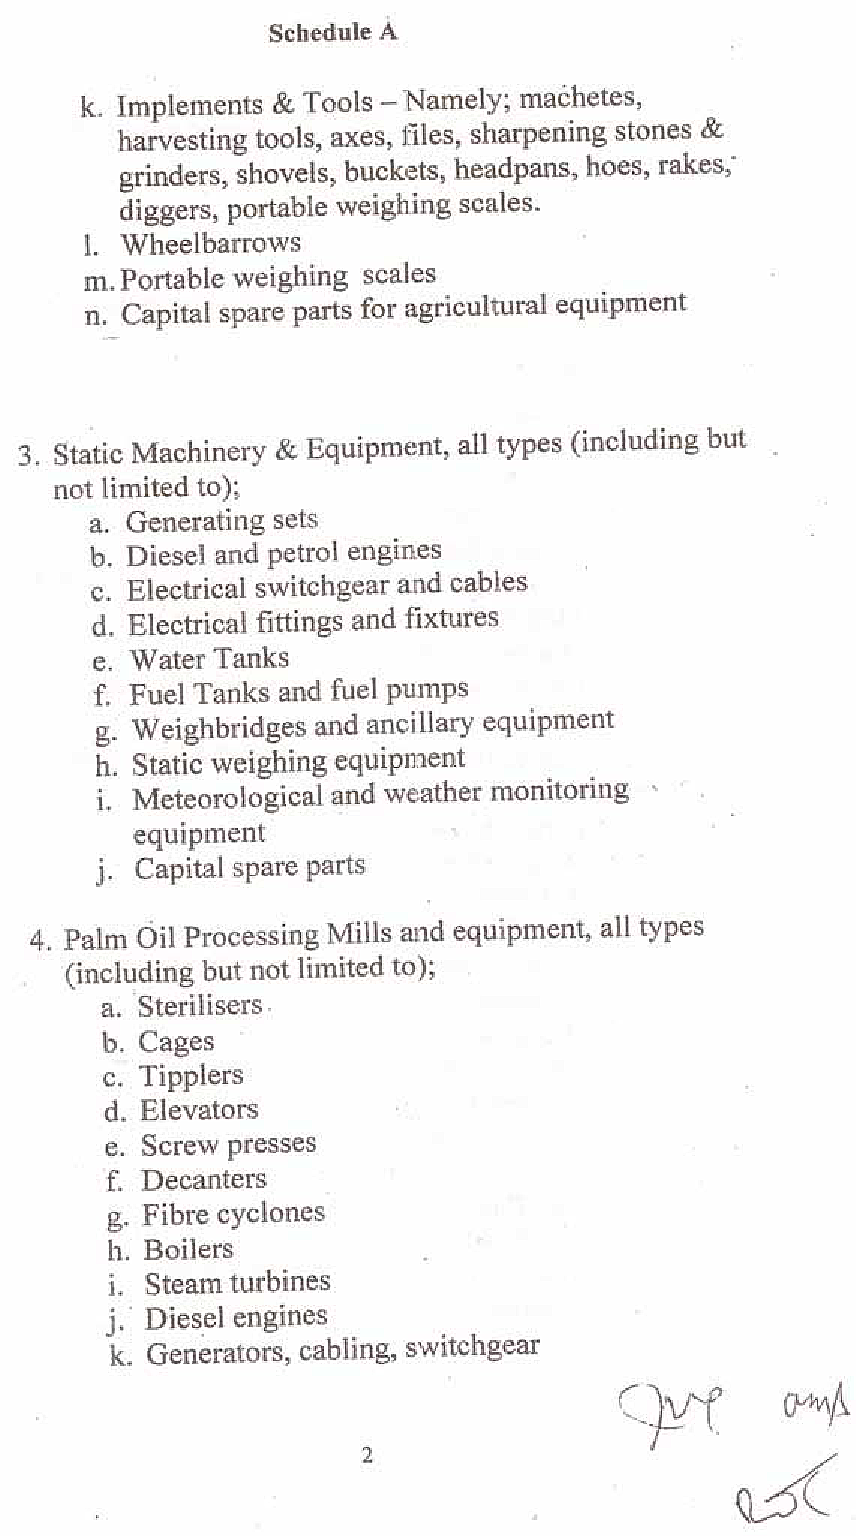 Schedule A
k. Implements & Tools – Namely; machetes,
harvesting tools, axes, files, sharpening stones &
grinders, shovels, buckets, headpans, hoes, rakes,
diggers, portable weighing scales.
l. Wheelbarrows
m. Portable weighing scales
n. Capital spare parts for agricultural equipment
3. Static Machinery & Equipment, all types (including but
not limited to);
a. Generating sets
b. Diesel and petrol engines
c. Electrical switchgear and cables
d. Electrical fittings and fixtures
e. Water Tanks
f. Fuel Tanks and fuel pumps
g. Weighbridges and ancillary equipment
h. Static weighing equipment
i. Meteorological and weather monitoring
equipment
j. Capital spare parts
4. Palm Oil Processing Mills and equipment, all types
(including but not limited to);
a. Sterilisers
b. Cages
c. Tipplers
d. Elevators
e. Screw presses
f. Decanters
g. Fibre cyclones
h. Boilers
i. Steam turbines
j. Diesel engines
k. Generators, cabling, switchgear
2